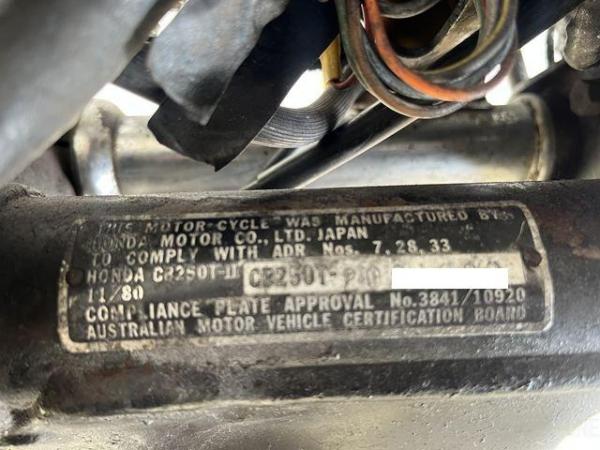 THIS MOTOR-CYCLE WAS MANUFACTURED BY
HONDA MOTOR CO., LTD. JAPAN
TO COMPLY WITH ADR Nos. 7, 28, 33
HONDA CB250T-II CB250T-
11/80
COMPLIANCE PLATE APPROVAL No. 3841/10920
AUSTRALIAN MOTOR VEHICLE CERTIFICATION BOARD